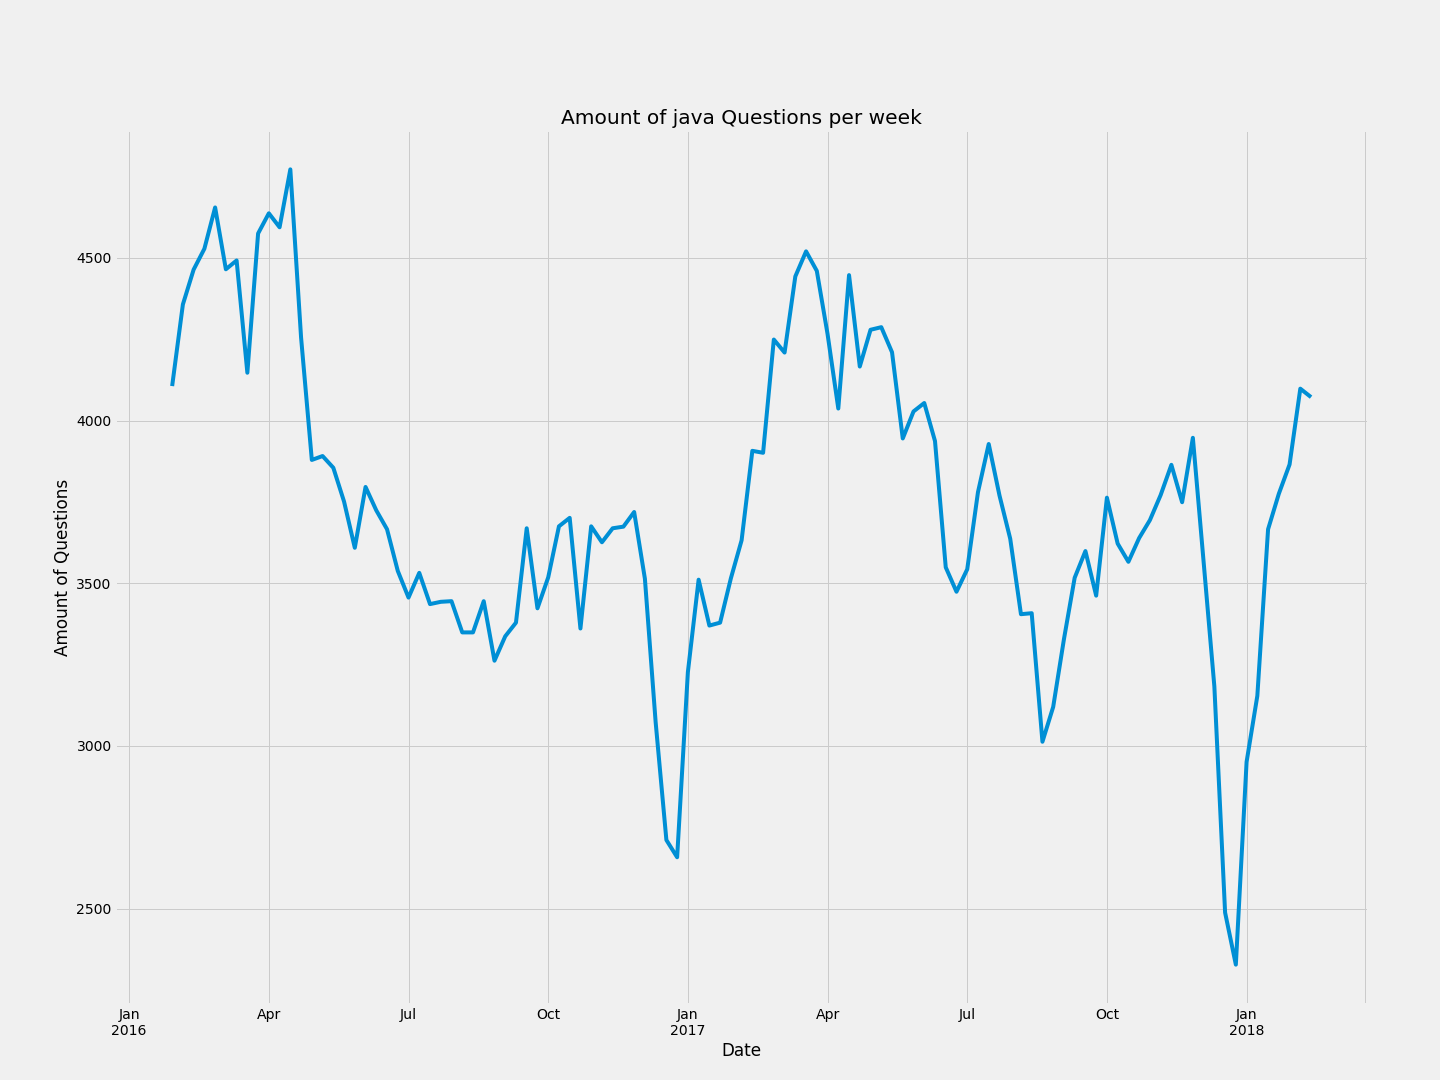 Amount of java Questions per week
Amount of Questions
4500
4000
3500
3000
2500
Jan
2016
Apr
Jul
Oct
Jan
2017
Apr
Jul
Oct
Jan
2018
Date